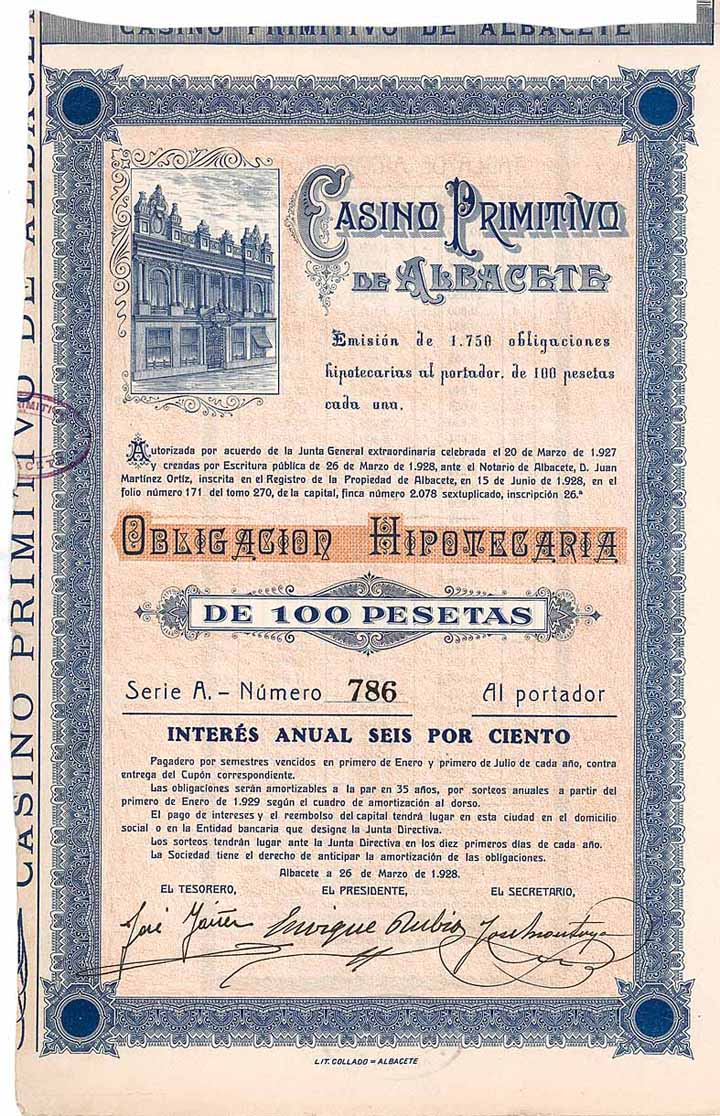 CASINO PRIMITIVO DE ALBACETE
CASINO PRIMITIVO DE ALBACETE
CASINO PRIMITIVO
DE ALBACETE
Emisión de 1.750 obligaciones
hipotecarias al portador, de 100 pesetas
cada una.
Autorizada por acuerdo de la Junta General extraordinaria celebrada el 20 de Marzo de 1.927
y creadas por Escritura pública de 26 de Marzo de 1.928, ante el Notario de Albacete, D. Juan
Martínez Ortíz, inscrita en el Registro de la Propiedad de Albacete, en 15 de Junio de 1.928, en el
folio número 171 del tomo 270, de la capital, finca número 2.078 sextuplicado, inscripción 26.ª
OBLIGACION HIPOTECARIA
DE 100 PESETAS
Serie A. – Número 786 Al portador
INTERÉS ANUAL SEIS POR CIENTO
Pagadero por semestres vencidos en primero de Enero y primero de Julio de cada año, contra
entrega del Cupón correspondiente.
Las obligaciones serán amortizables a la par en 35 años, por sorteos anuales a partir del
primero de Enero de 1.929 según el cuadro de amortización al dorso.
El pago de intereses y el reembolso del capital tendrá lugar en esta ciudad en el domicilio
social o en la Entidad bancaria que designe la Junta Directiva.
Los sorteos tendrán lugar ante la Junta Directiva en los diez primeros días de cada año.
La Sociedad tiene el derecho de anticipar la amortización de las obligaciones.
Albacete a 26 de Marzo de 1.928.
EL TESORERO, EL PRESIDENTE, EL SECRETARIO,
José Enrique Rubio José Montoya
LIT. COLLADO = ALBACETE